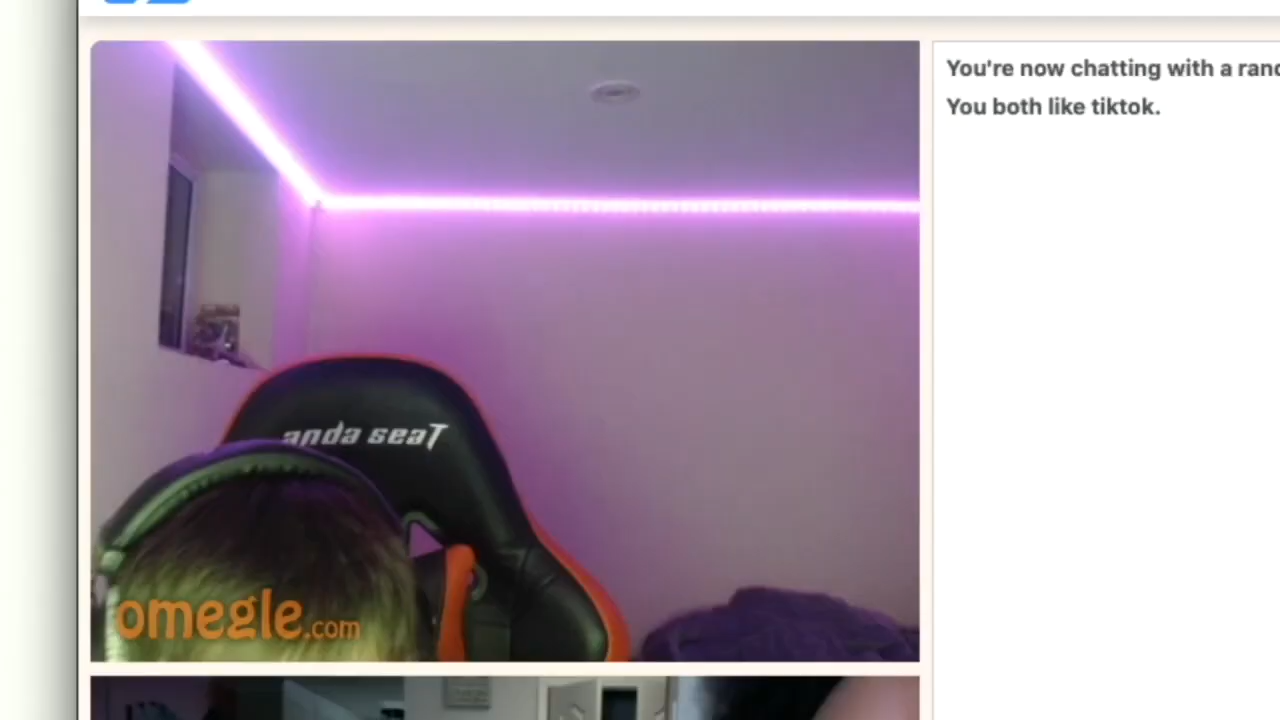 You're now chatting with a rand
You both like tiktok.
anda seaT
omegle.com